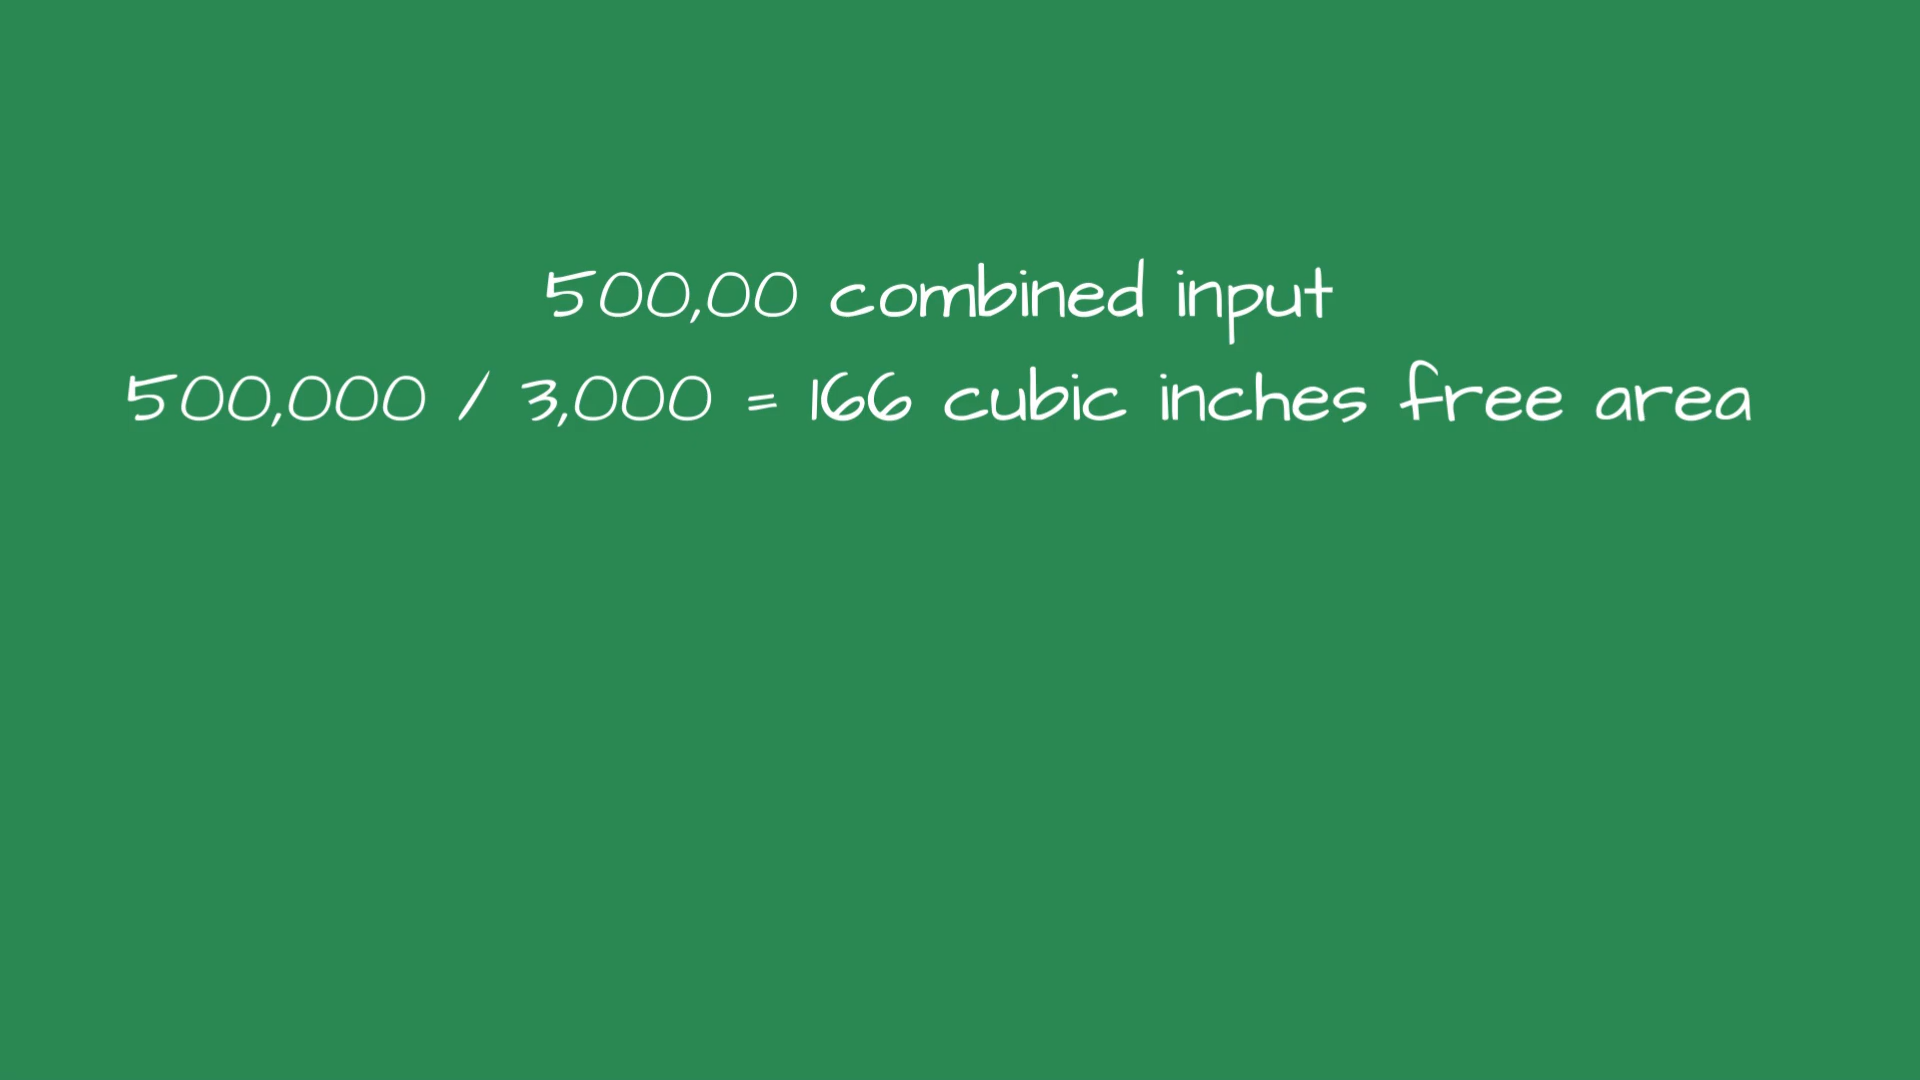 500,00 combined input
500,000 / 3,000 = 166 cubic inches free area